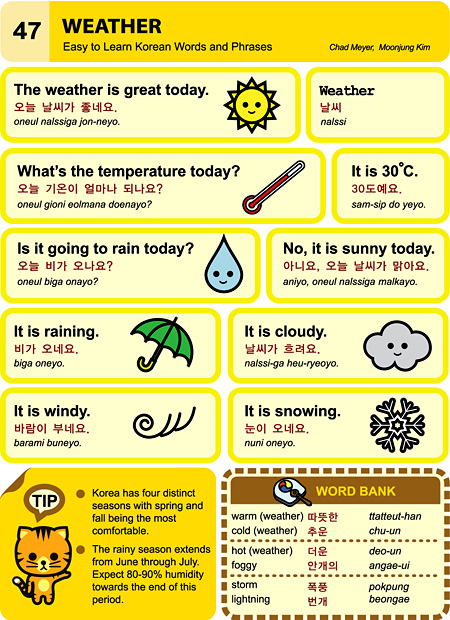 47
WEATHER
Easy to Learn Korean Words and Phrases
Chad Meyer, Moonjung Kim
The weather is great today.
오늘 날씨가 좋네요.
oneul nalssiga jon-neyo.
Weather
날씨
nalssi
What's the temperature today?
오늘 기온이 얼마나 되나요?
oneul gioni eolmana doenayo?
It is 30°C.
30도예요.
sam-sip do yeyo.
Is it going to rain today?
오늘 비가 오나요?
oneul biga onayo?
No, it is sunny today.
아니요, 오늘 날씨가 맑아요.
aniyo, oneul nalssiga malkayo.
It is raining.
비가 오네요.
biga oneyo.
It is cloudy.
날씨가 흐려요.
nalssi-ga heu-ryeoyo.
It is windy.
바람이 부네요.
barami buneyo.
It is snowing.
눈이 오네요.
nuni oneyo.
TIP
Korea has four distinct
seasons with spring and
fall being the most
comfortable.
The rainy season extends
from June through July.
Expect 80-90% humidity
towards the end of this
period.
WORD BANK
warm (weather) 따뜻한 ttatteut-han
cold (weather) 추운 chu-un
hot (weather) 더운 deo-un
foggy 안개의 angae-ui
storm 폭풍 pokpung
lightning 번개 beongae